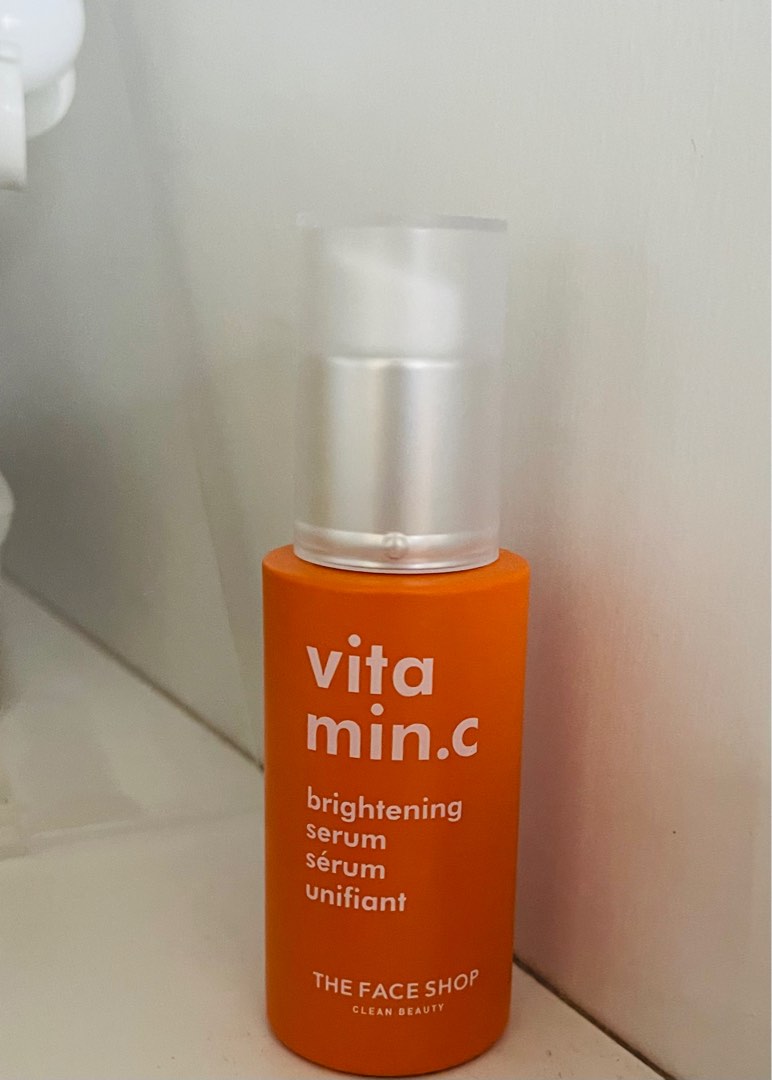 vita
min.c
brightening
serum
sérum
unifiant
THE FACE SHOP
CLEAN BEAUTY